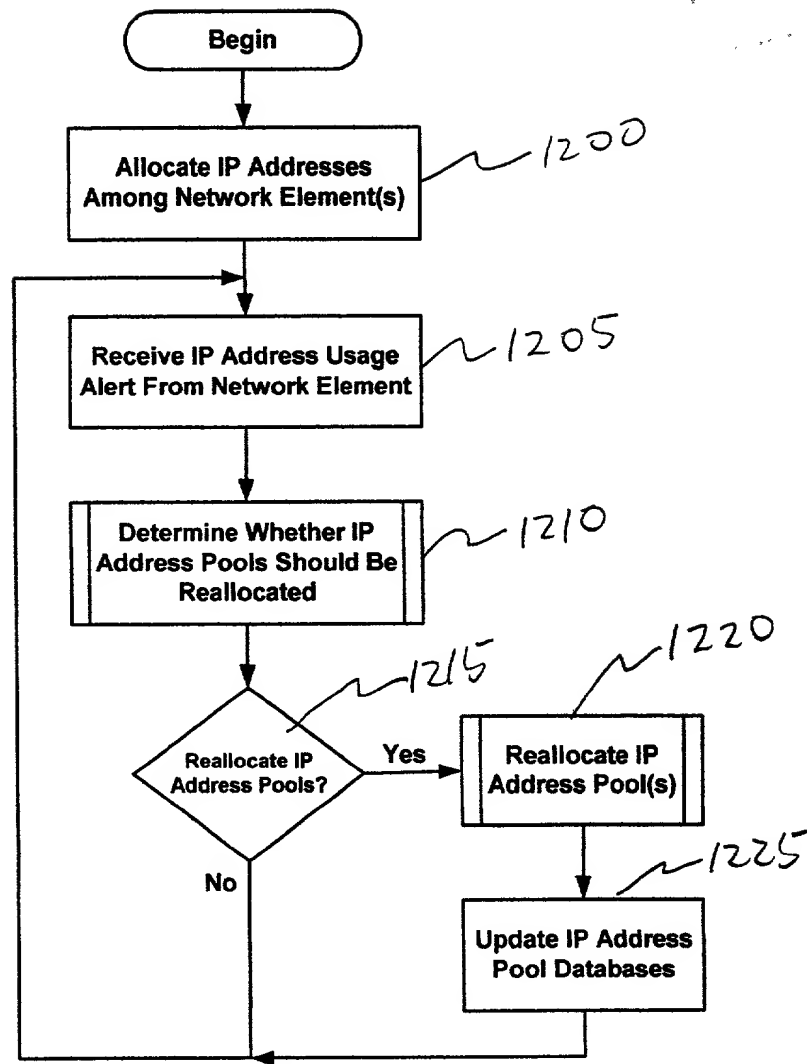 Begin
Allocate IP Addresses
Among Network Element(s)
1200
Receive IP Address Usage
Alert From Network Element
1205
Determine Whether IP
Address Pools Should Be
Reallocated
1210
Reallocate IP
Address Pools?
1215
Yes
No
Reallocate IP
Address Pool(s)
1220
Update IP Address
Pool Databases
1225